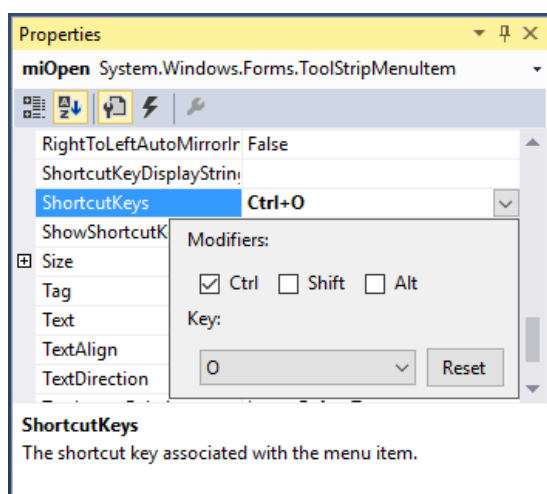 Properties
miOpen System.Windows.Forms.ToolStripMenuItem
RightToLeftAutoMirrorIr False
ShortcutKeyDisplayString
ShortcutKeys Ctrl+O
ShowShortcutK
Modifiers:
Size
Ctrl Shift Alt
Tag
Text
Key:
TextAlign
O Reset
TextDirection
ShortcutKeys
The shortcut key associated with the menu item.